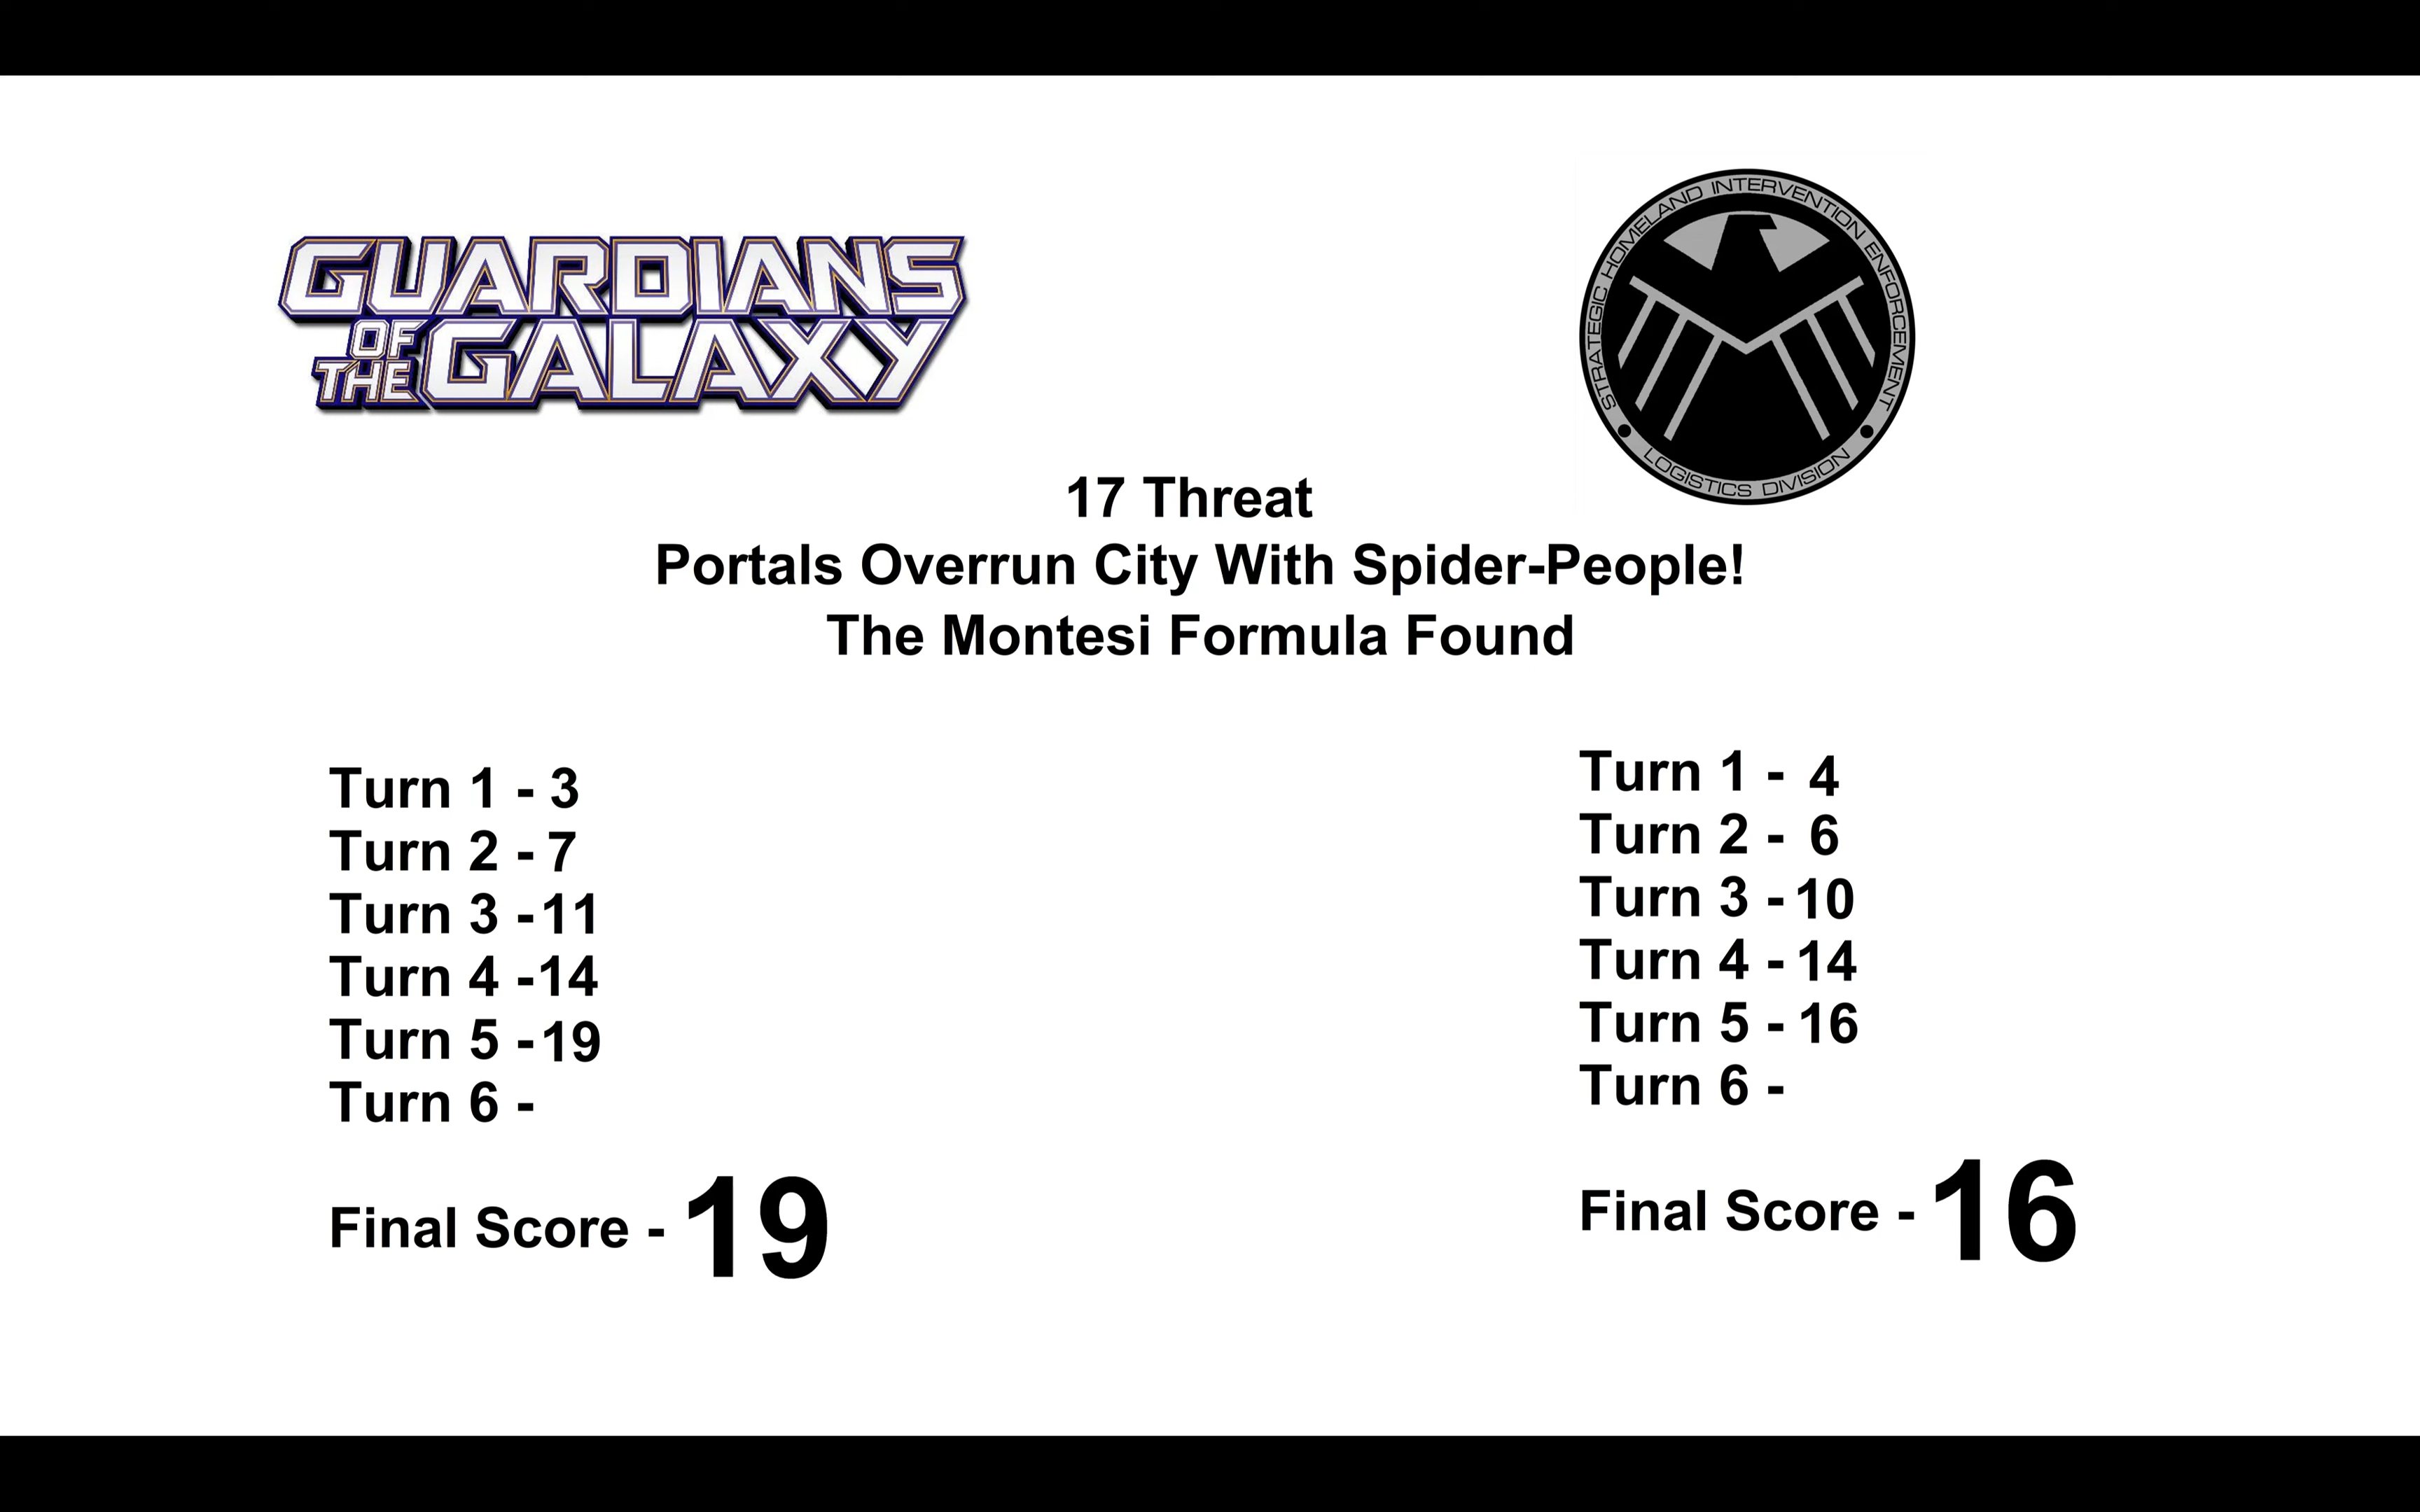 GUARDIANS
OF THE GALAXY
STRATEGIC HOMELAND INTERVENTION ENFORCEMENT
LOGISTICS DIVISION
17 Threat
Portals Overrun City With Spider-People!
The Montesi Formula Found
Turn 1 - 3
Turn 2 - 7
Turn 3 -11
Turn 4 -14
Turn 5 -19
Turn 6 -
Final Score - 19
Turn 1 - 4
Turn 2 - 6
Turn 3 -10
Turn 4 -14
Turn 5 -16
Turn 6 -
Final Score - 16